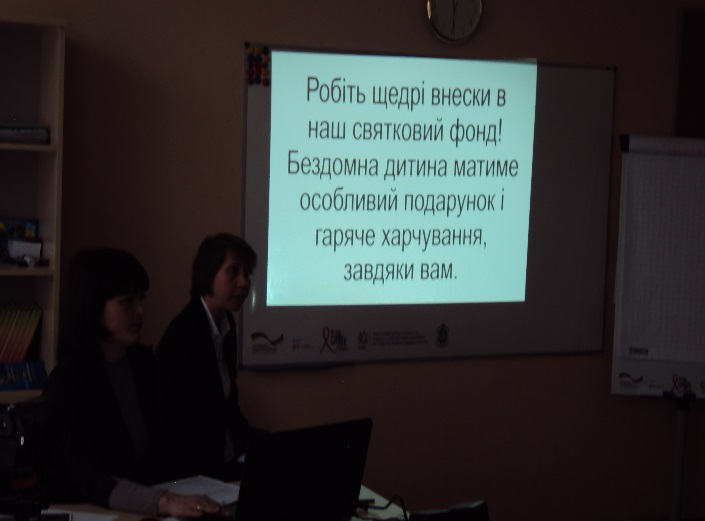 Робіть щедрі внески в
наш святковий фонд!
Бездомна дитина матиме
особливий подарунок і
гаряче харчування,
завдяки вам.